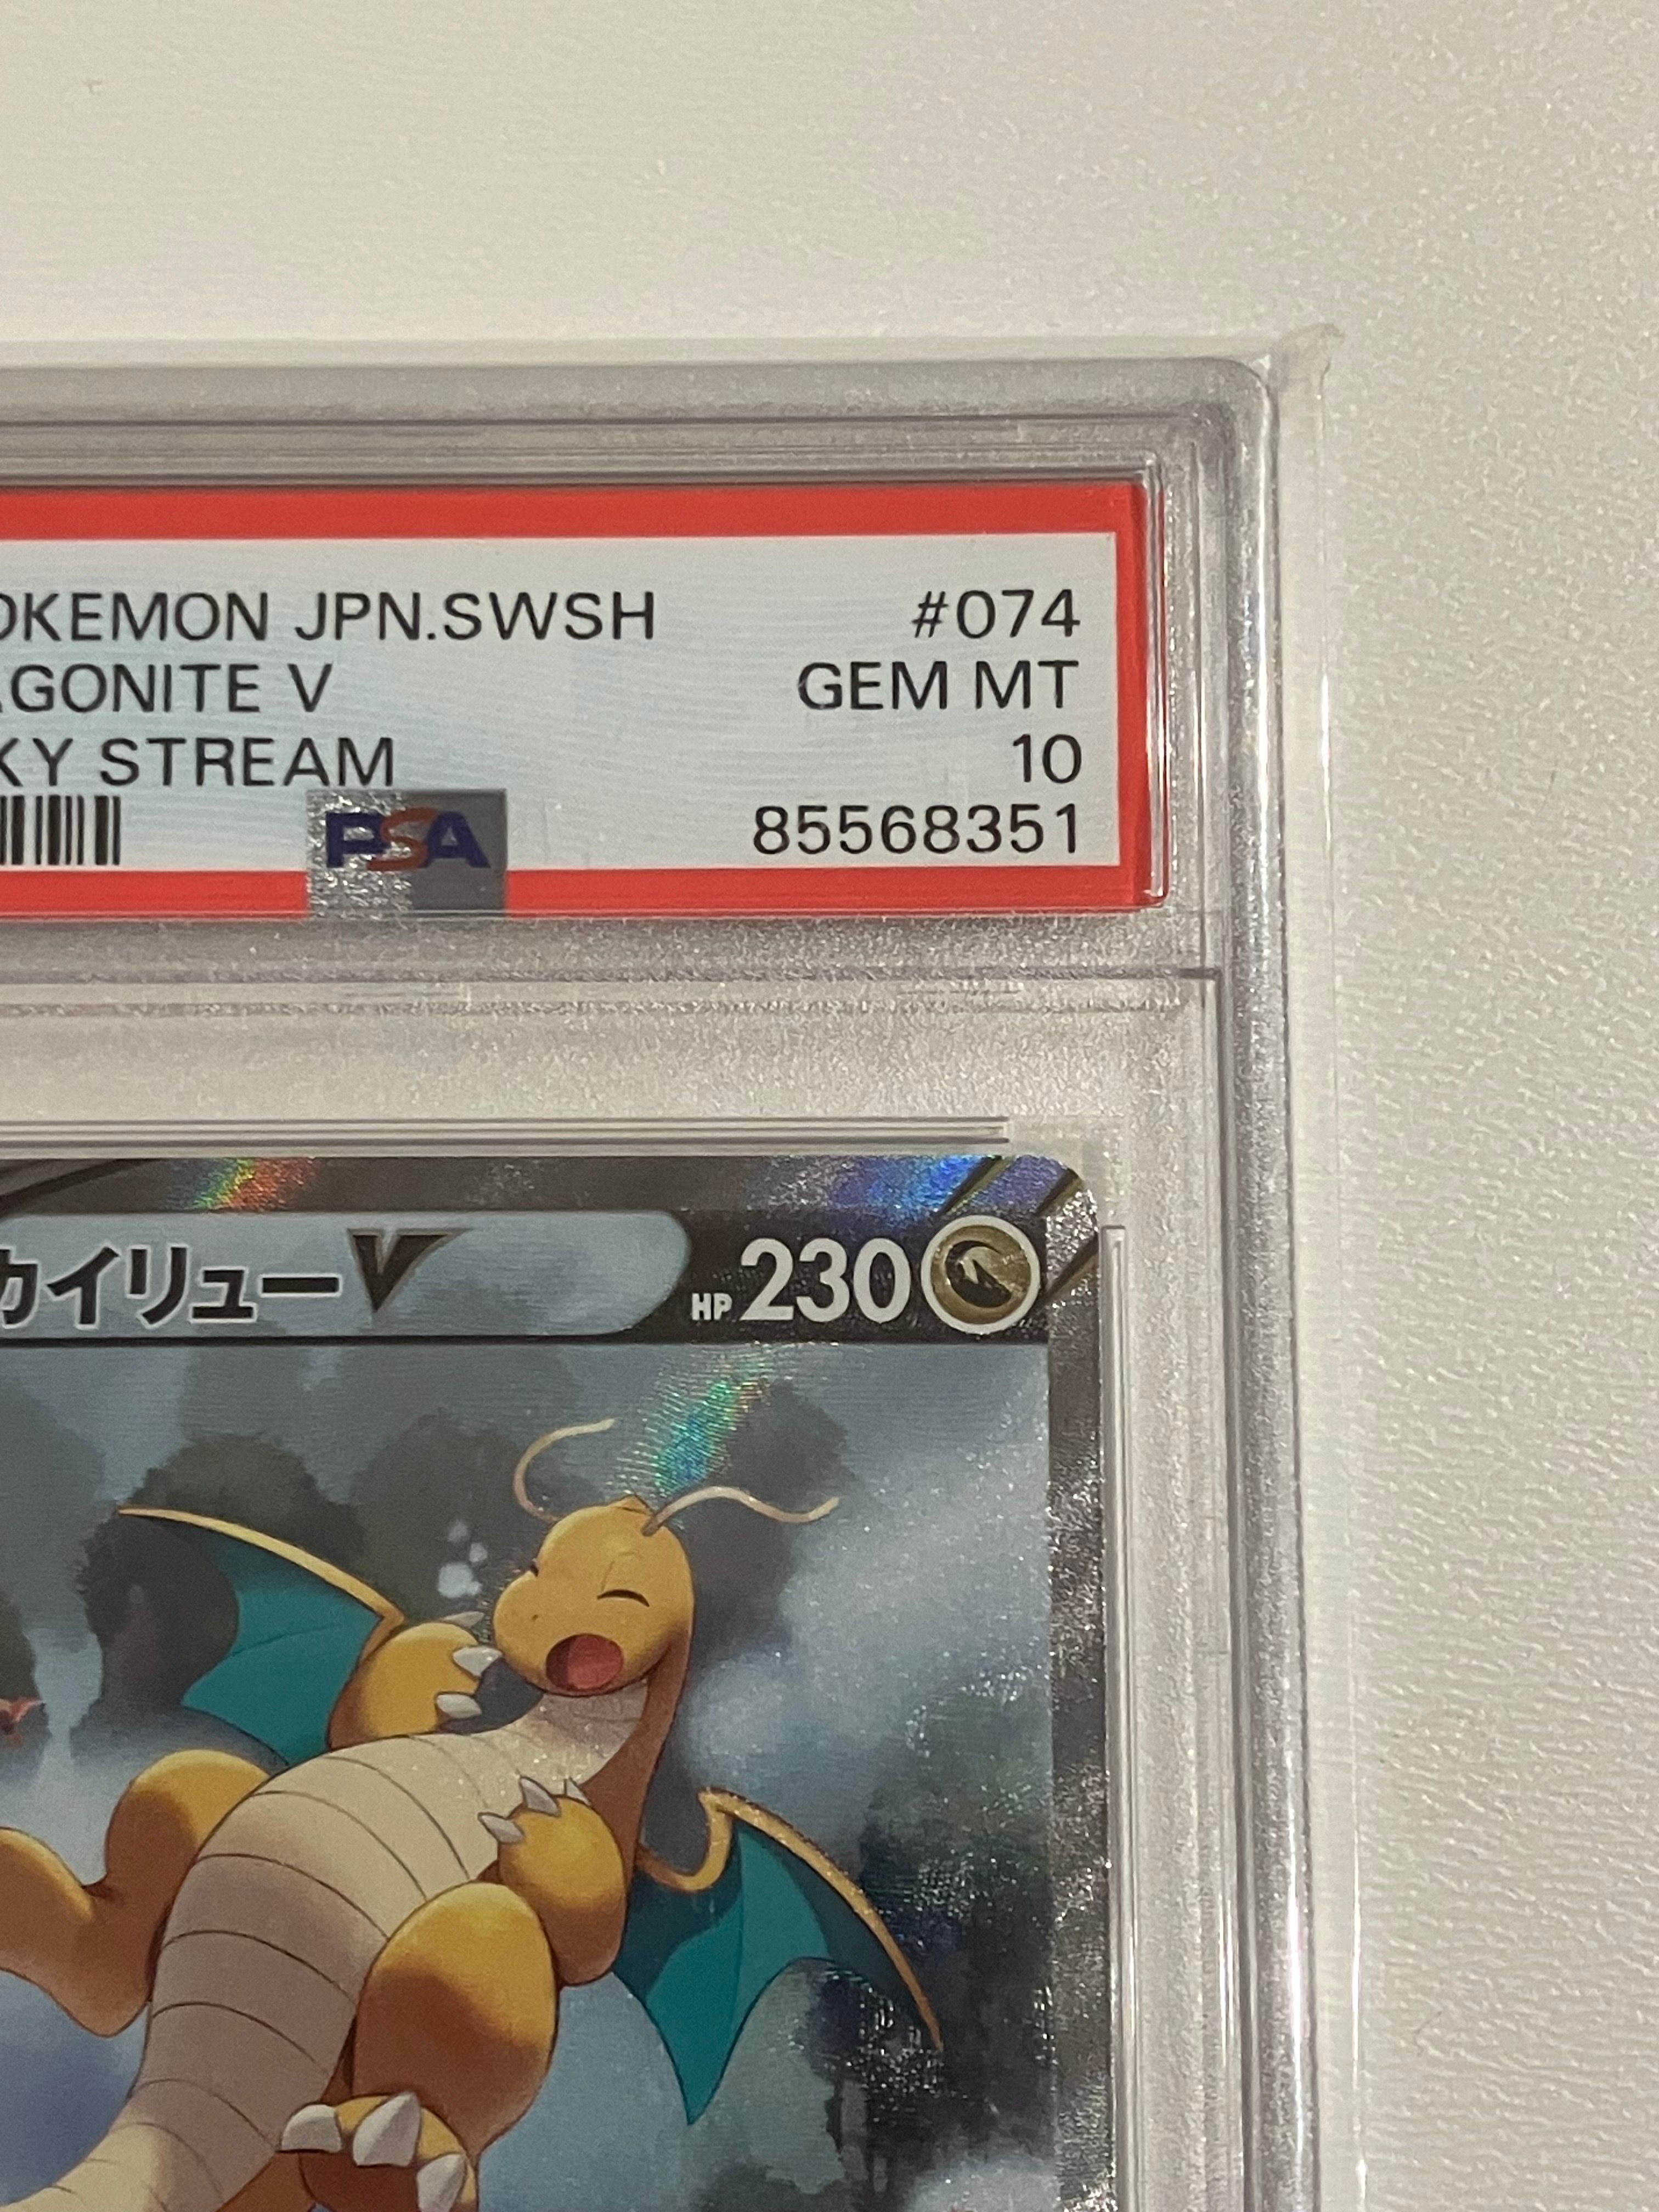 OKEMON JPN.SWSH #074
AGONITE V GEM MT
KY STREAM 10
PSA 85568351
カイリューV HP 230